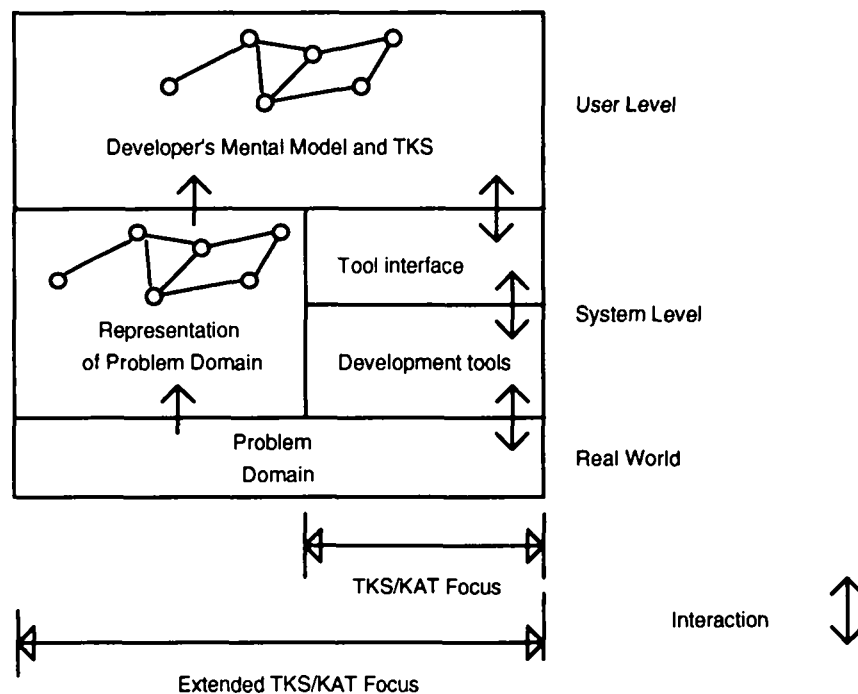 User Level
Developer's Mental Model and TKS
Tool interface
Representation
of Problem Domain
System Level
Development tools
Problem
Domain
Real World
TKS/KAT Focus
Interaction
Extended TKS/KAT Focus